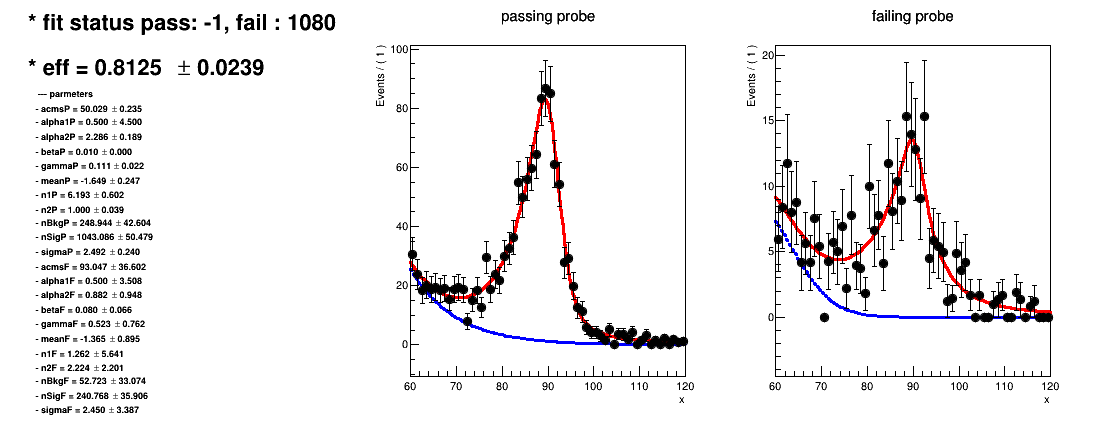 * fit status pass: -1, fail : 1080
* eff = 0.8125 ± 0.0239
— parmeters
- acmsP = 50.029 ± 0.235
- alpha1P = 0.500 ± 4.500
- alpha2P = 2.286 ± 0.189
- betaP = 0.010 ± 0.000
- gammaP = 0.111 ± 0.022
- meanP = -1.649 ± 0.247
- n1P = 6.193 ± 0.602
- n2P = 1.000 ± 0.039
- nBkgP = 248.944 ± 42.604
- nSigP = 1043.086 ± 50.479
- sigmaP = 2.492 ± 0.240
- acmsF = 93.047 ± 36.602
- alpha1F = 0.500 ± 3.508
- alpha2F = 0.882 ± 0.948
- betaF = 0.080 ± 0.066
- gammaF = 0.523 ± 0.762
- meanF = -1.365 ± 0.895
- n1F = 1.262 ± 5.641
- n2F = 2.224 ± 2.201
- nBkgF = 52.723 ± 33.074
- nSigF = 240.768 ± 35.906
- sigmaF = 2.450 ± 3.387
passing probe
Events / ( 1 )
100
80
60
40
20
0
60 70 80 90 100 110 120
x
failing probe
Events / ( 1 )
20
15
10
5
0
60 70 80 90 100 110 120
x